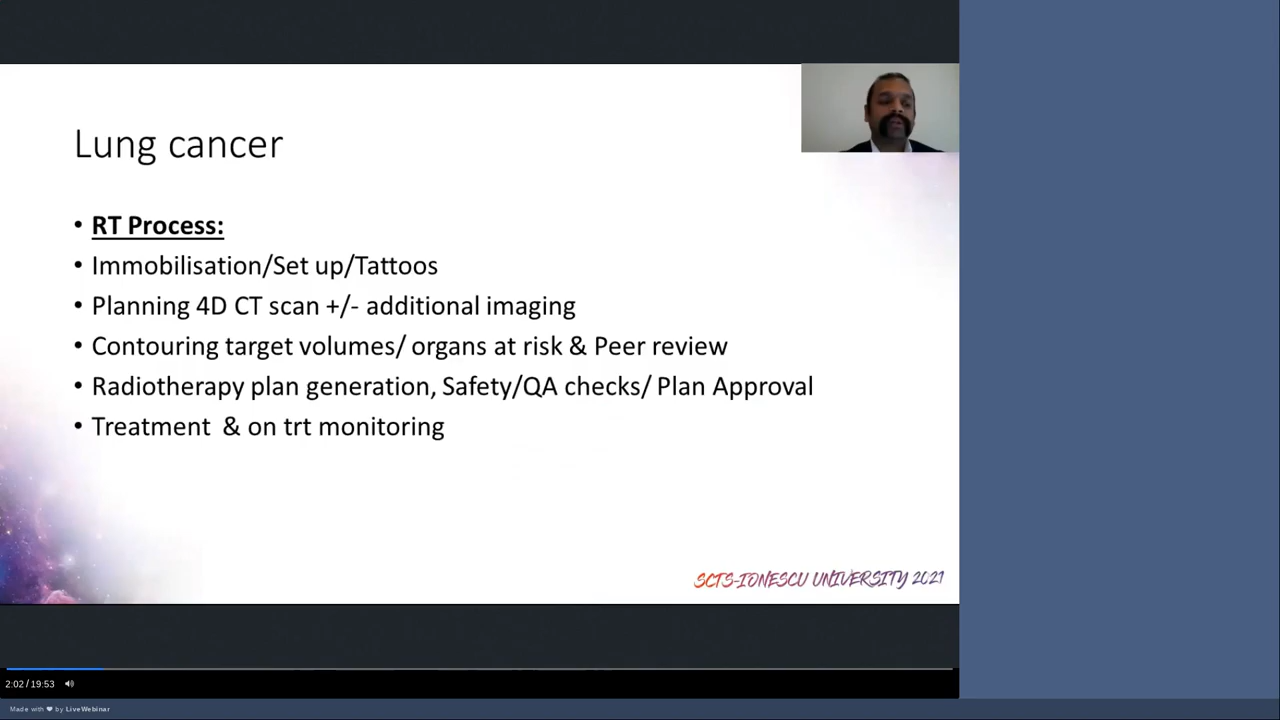 Lung cancer
• RT Process:
• Immobilisation/Set up/Tattoos
• Planning 4D CT scan +/- additional imaging
• Contouring target volumes/ organs at risk & Peer review
• Radiotherapy plan generation, Safety/QA checks/ Plan Approval
• Treatment  & on trt monitoring
SCTS-IONESCU UNIVERSITY 2021
2:02 / 19:53
Made with ❤ by LiveWebinar